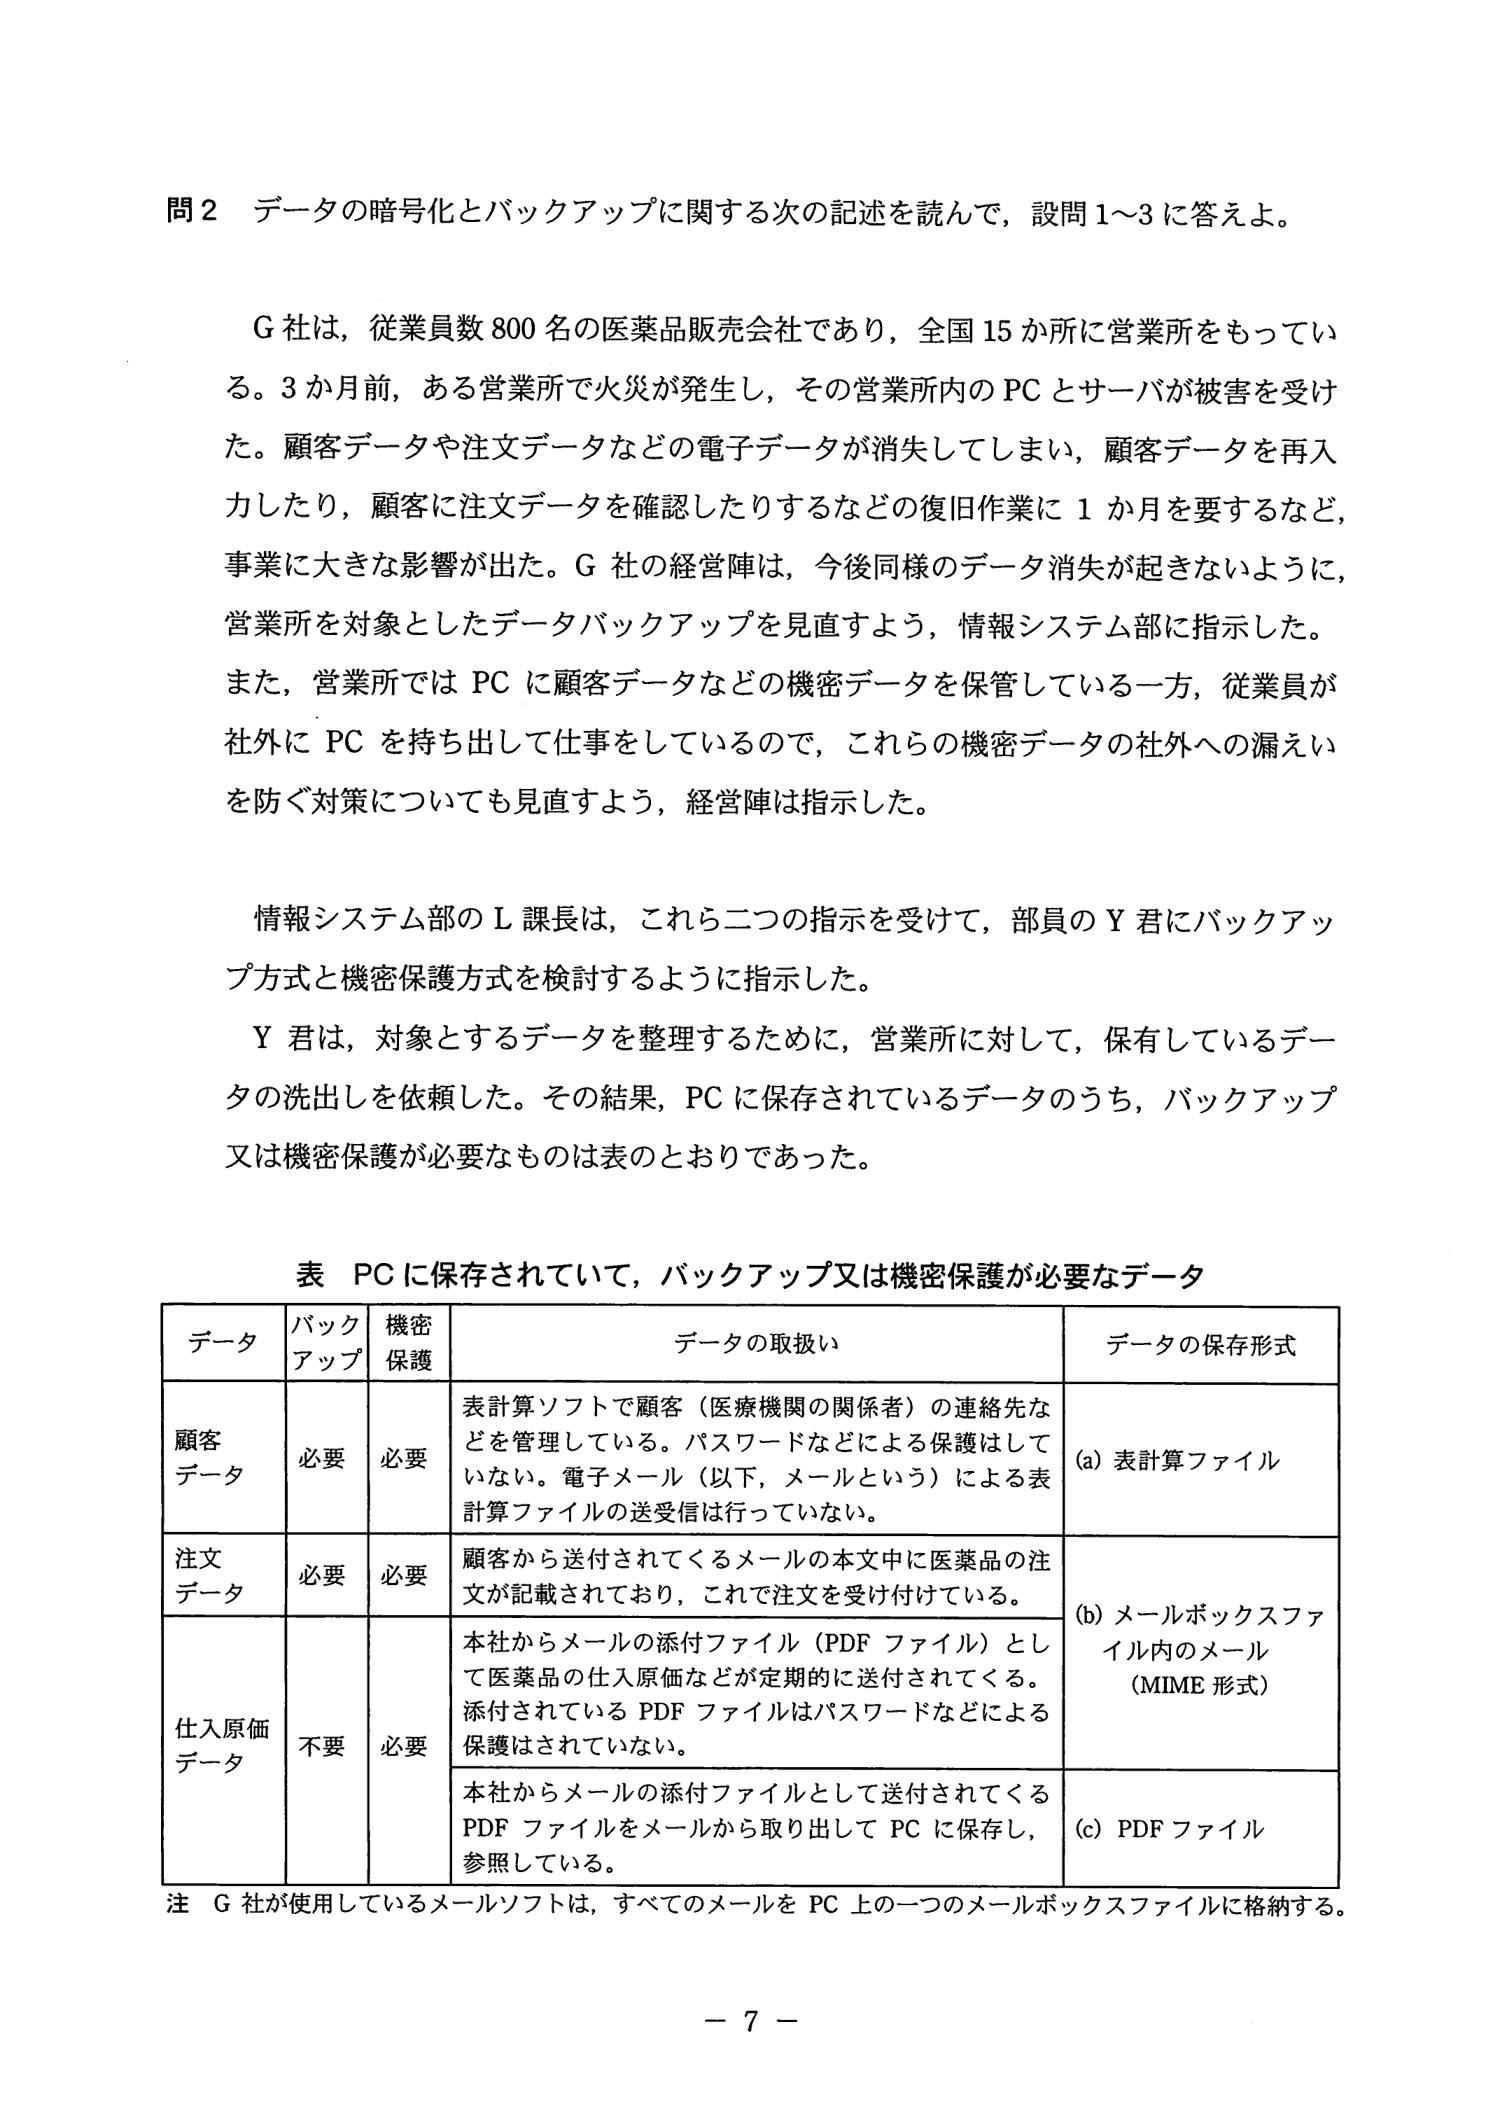 問2 データの暗号化とバックアップに関する次の記述を読んで，設問1～3に答えよ。
G社は，従業員数800名の医薬品販売会社であり，全国15か所に営業所をもってい
る。3か月前，ある営業所で火災が発生し，その営業所内のPCとサーバが被害を受け
た。顧客データや注文データなどの電子データが消失してしまい，顧客データを再入
力したり，顧客に注文データを確認したりするなどの復旧作業に1か月を要するなど，
事業に大きな影響が出た。G社の経営陣は，今後同様のデータ消失が起きないように，
営業所を対象としたデータバックアップを見直すよう，情報システム部に指示した。
また，営業所ではPCに顧客データなどの機密データを保管している一方，従業員が
社外にPCを持ち出して仕事をしているので，これらの機密データの社外への漏えい
を防ぐ対策についても見直すよう，経営陣は指示した。
情報システム部のL課長は，これら二つの指示を受けて，部員のY君にバックアッ
プ方式と機密保護方式を検討するように指示した。
Y君は，対象とするデータを整理するために，営業所に対して，保有しているデー
タの洗出しを依頼した。その結果，PCに保存されているデータのうち，バックアップ
又は機密保護が必要なものは表のとおりであった。
表 PCに保存されていて，バックアップ又は機密保護が必要なデータ
データ
バック
アップ
機密
保護
データの取扱い
データの保存形式
顧客
データ
必要
必要
表計算ソフトで顧客（医療機関の関係者）の連絡先な
どを管理している。パスワードなどによる保護はして
いない。電子メール（以下，メールという）による表
計算ファイルの送受信は行っていない。
(a) 表計算ファイル
注文
データ
必要
必要
顧客から送付されてくるメールの本文中に医薬品の注
文が記載されており，これで注文を受け付けている。
(b) メールボックスファ
イル内のメール
（MIME形式）
仕入原価
データ
不要
必要
本社からメールの添付ファイル（PDFファイル）とし
て医薬品の仕入原価などが定期的に送付されてくる。
添付されているPDFファイルはパスワードなどによる
保護はされていない。
本社からメールの添付ファイルとして送付されてくる
PDFファイルをメールから取り出してPCに保存し，
参照している。
(c) PDFファイル
注 G社が使用しているメールソフトは，すべてのメールをPC上の一つのメールボックスファイルに格納する。
－ 7 －